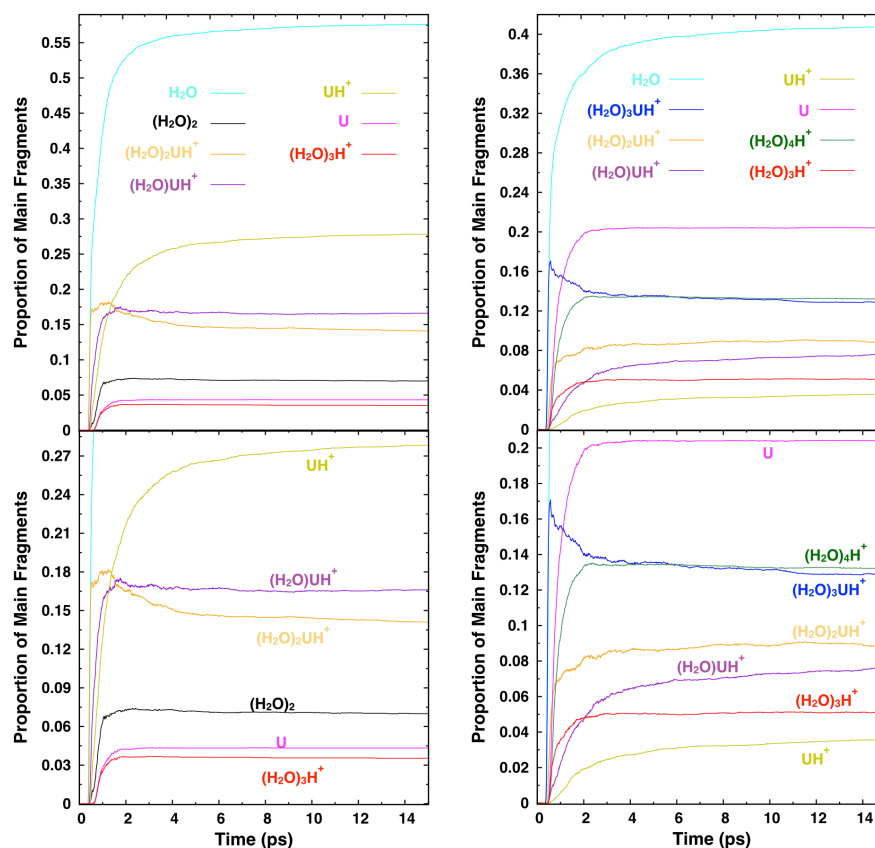 Proportion of Main Fragments
0.55
0.5
0.45
0.4
0.35
0.3
0.25
0.2
0.15
0.1
0.05
0
H₂O
(H₂O)₂
(H₂O)₂UH⁺
(H₂O)UH⁺
UH⁺
U
(H₂O)₃H⁺
Proportion of Main Fragments
0.4
0.36
0.32
0.28
0.24
0.2
0.16
0.12
0.08
0.04
0
H₂O
(H₂O)₃UH⁺
(H₂O)₂UH⁺
(H₂O)UH⁺
UH⁺
U
(H₂O)₄H⁺
(H₂O)₃H⁺
Proportion of Main Fragments
0.27
0.24
0.21
0.18
0.15
0.12
0.09
0.06
0.03
0
UH⁺
(H₂O)UH⁺
(H₂O)₂UH⁺
(H₂O)₂
U
(H₂O)₃H⁺
0 2 4 6 8 10 12 14
Time (ps)
Proportion of Main Fragments
0.2
0.18
0.16
0.14
0.12
0.1
0.08
0.06
0.04
0.02
0
U
(H₂O)₄H⁺
(H₂O)₃UH⁺
(H₂O)₂UH⁺
(H₂O)UH⁺
(H₂O)₃H⁺
UH⁺
0 2 4 6 8 10 12 14
Time (ps)